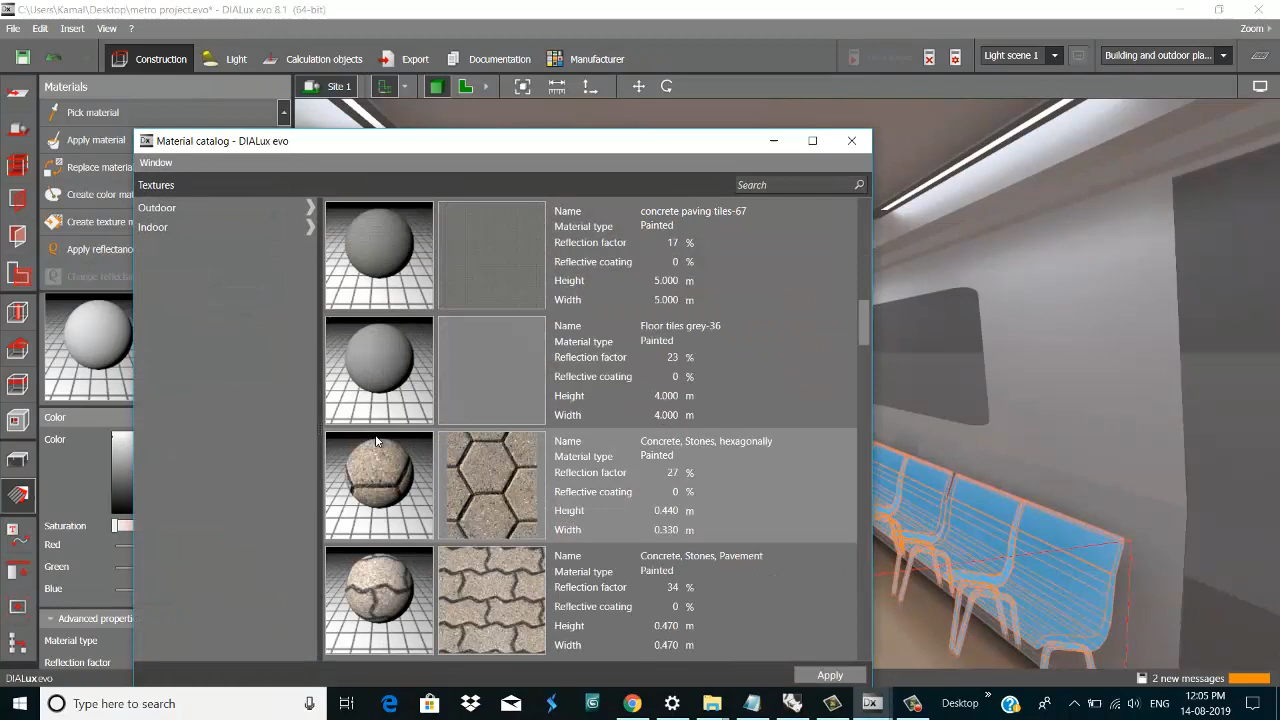 C:\Users\Kamal\Desktop\metro project.evo* - DIALux evo 8.1 (64-bit)
File Edit Insert View ? Zoom
Construction Light Calculation objects Export Documentation Manufacturer Light scene 1 Building and outdoor pla...
Materials Site 1
Pick material
Apply material
Replace materia
Create color ma
Create texture m
Apply reflectanc
Change reflecta
Color
Color
Saturation
Red
Green
Blue
Advanced properti
Material type
Reflection factor
Material catalog - DIALux evo
Window
Textures Search
Outdoor
Indoor
Name concrete paving tiles-67
Material type Painted
Reflection factor 17 %
Reflective coating 0 %
Height 5.000 m
Width 5.000 m
Name Floor tiles grey-36
Material type Painted
Reflection factor 23 %
Reflective coating 0 %
Height 4.000 m
Width 4.000 m
Name Concrete, Stones, hexagonally
Material type Painted
Reflection factor 27 %
Reflective coating 0 %
Height 0.440 m
Width 0.330 m
Name Concrete, Stones, Pavement
Material type Painted
Reflection factor 34 %
Reflective coating 0 %
Height 0.470 m
Width 0.470 m
Apply
DIALux evo 2 new messages
Type here to search Desktop ENG 12:05 PM
14-08-2019